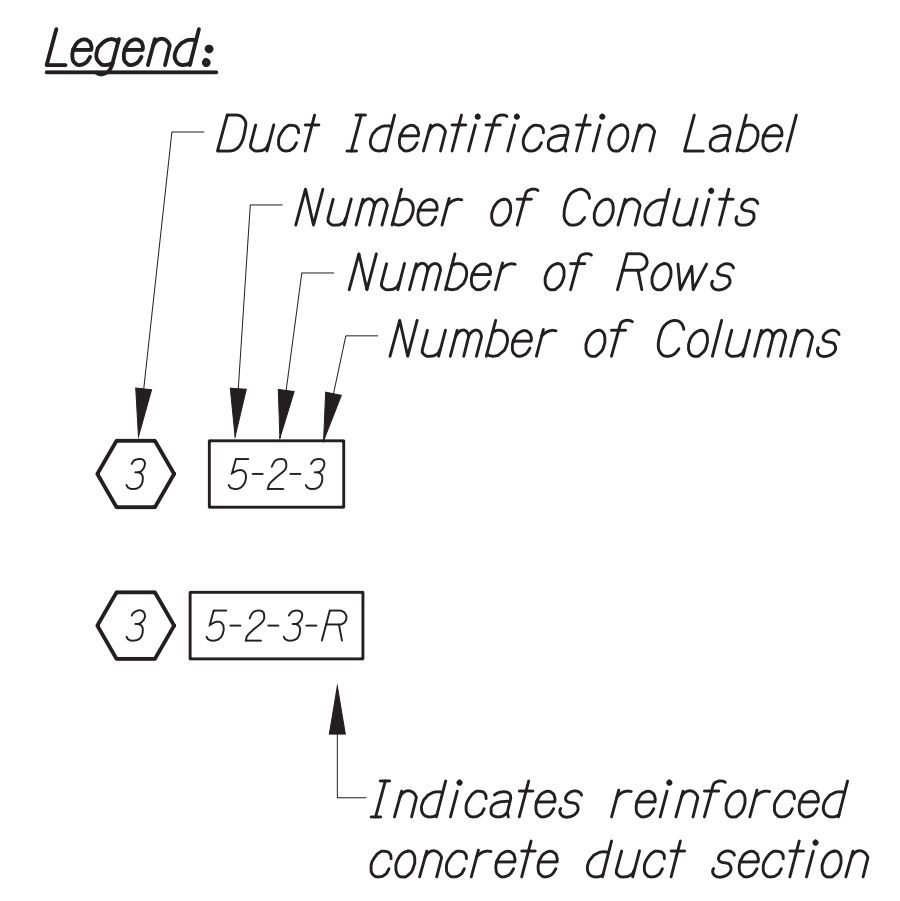 Legend:
Duct Identification Label
Number of Conduits
Number of Rows
Number of Columns
3 5-2-3
3 5-2-3-R
Indicates reinforced
concrete duct section